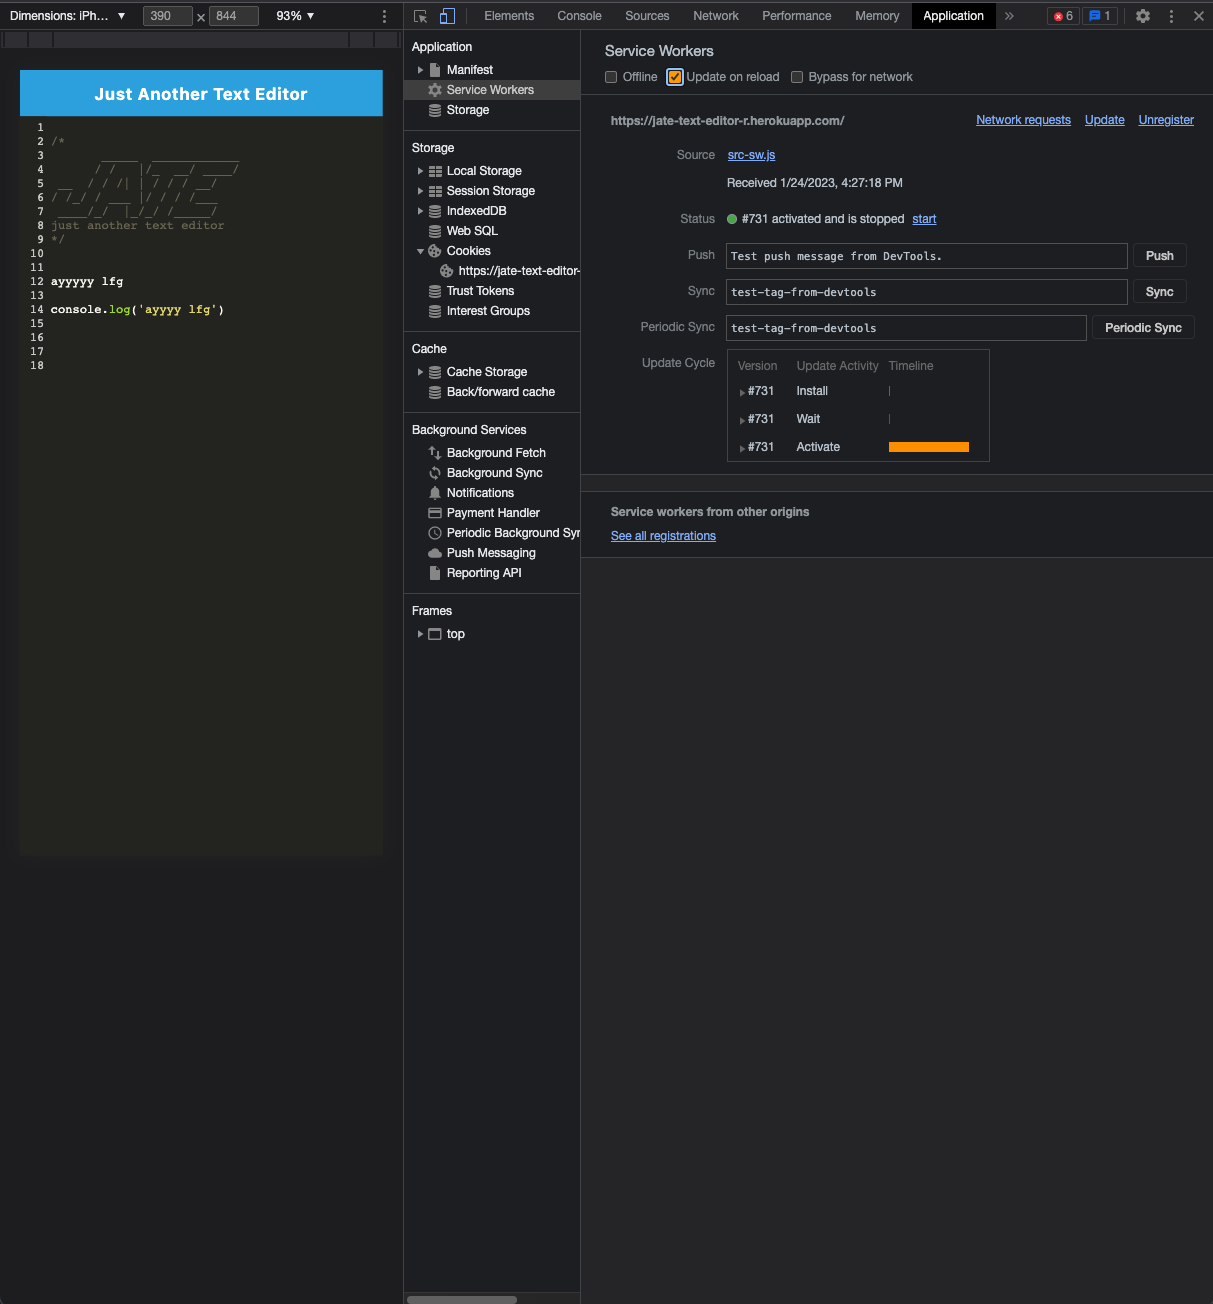 Dimensions: iPh... ▼ 390 × 844 93% ▼
Elements Console Sources Network Performance Memory Application » 6 1
Just Another Text Editor
1
2 /*
3
4
5
6
7
8 just another text editor
9 */
10
11
12 ayyyyy lfg
13
14 console.log('ayyyy lfg')
15
16
17
18
Application
Manifest
Service Workers
Storage
Storage
Local Storage
Session Storage
IndexedDB
Web SQL
Cookies
https://jate-text-editor-
Trust Tokens
Interest Groups
Cache
Cache Storage
Back/forward cache
Background Services
Background Fetch
Background Sync
Notifications
Payment Handler
Periodic Background Syn
Push Messaging
Reporting API
Frames
top
Service Workers
Offline Update on reload Bypass for network
https://jate-text-editor-r.herokuapp.com/ Network requests Update Unregister
Source src-sw.js
Received 1/24/2023, 4:27:18 PM
Status #731 activated and is stopped start
Push Test push message from DevTools. Push
Sync test-tag-from-devtools Sync
Periodic Sync test-tag-from-devtools Periodic Sync
Update Cycle Version Update Activity Timeline
#731 Install
#731 Wait
#731 Activate
Service workers from other origins
See all registrations